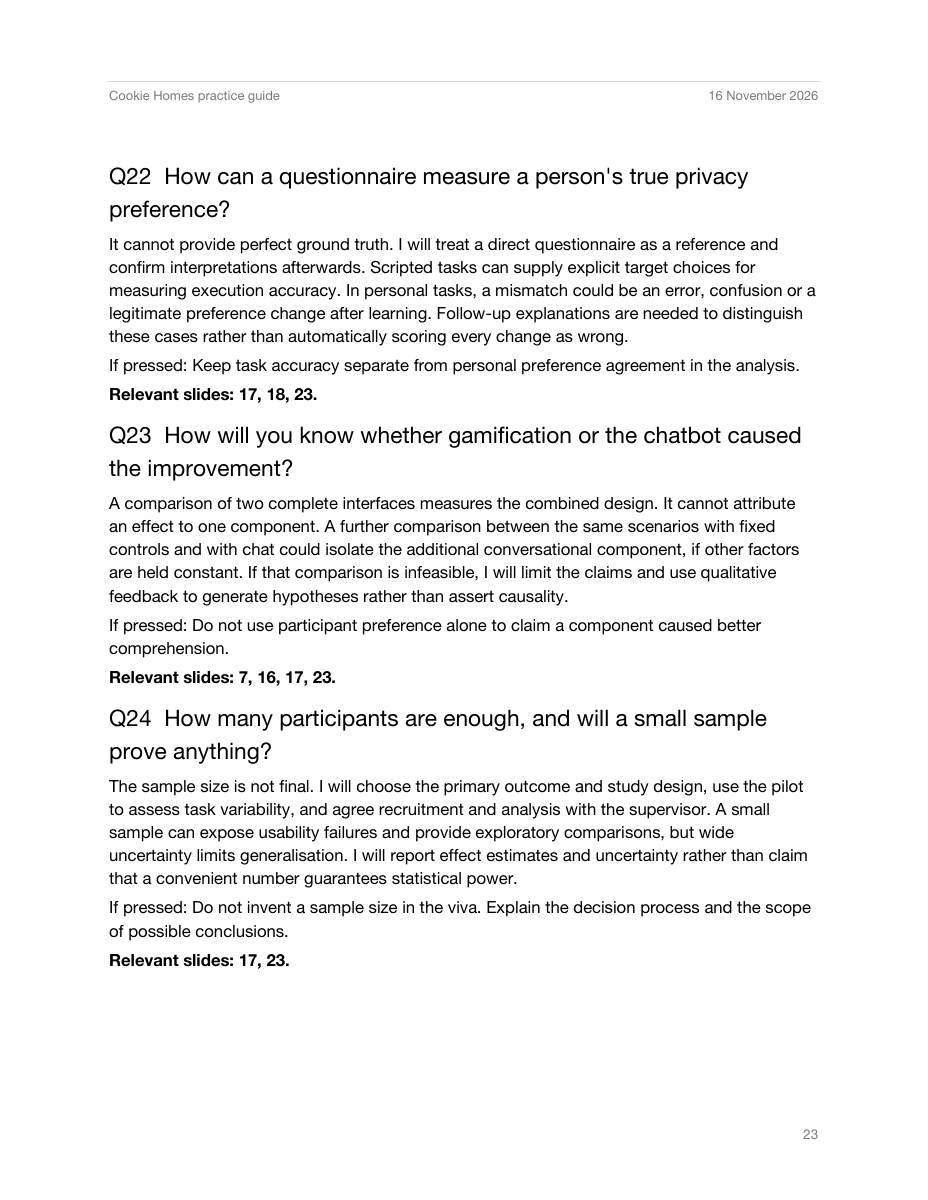 Cookie Homes practice guide
16 November 2026
Q22 How can a questionnaire measure a person's true privacy
preference?
It cannot provide perfect ground truth. I will treat a direct questionnaire as a reference and
confirm interpretations afterwards. Scripted tasks can supply explicit target choices for
measuring execution accuracy. In personal tasks, a mismatch could be an error, confusion or a
legitimate preference change after learning. Follow-up explanations are needed to distinguish
these cases rather than automatically scoring every change as wrong.
If pressed: Keep task accuracy separate from personal preference agreement in the analysis.
Relevant slides: 17, 18, 23.
Q23 How will you know whether gamification or the chatbot caused
the improvement?
A comparison of two complete interfaces measures the combined design. It cannot attribute
an effect to one component. A further comparison between the same scenarios with fixed
controls and with chat could isolate the additional conversational component, if other factors
are held constant. If that comparison is infeasible, I will limit the claims and use qualitative
feedback to generate hypotheses rather than assert causality.
If pressed: Do not use participant preference alone to claim a component caused better
comprehension.
Relevant slides: 7, 16, 17, 23.
Q24 How many participants are enough, and will a small sample
prove anything?
The sample size is not final. I will choose the primary outcome and study design, use the pilot
to assess task variability, and agree recruitment and analysis with the supervisor. A small
sample can expose usability failures and provide exploratory comparisons, but wide
uncertainty limits generalisation. I will report effect estimates and uncertainty rather than claim
that a convenient number guarantees statistical power.
If pressed: Do not invent a sample size in the viva. Explain the decision process and the scope
of possible conclusions.
Relevant slides: 17, 23.
23